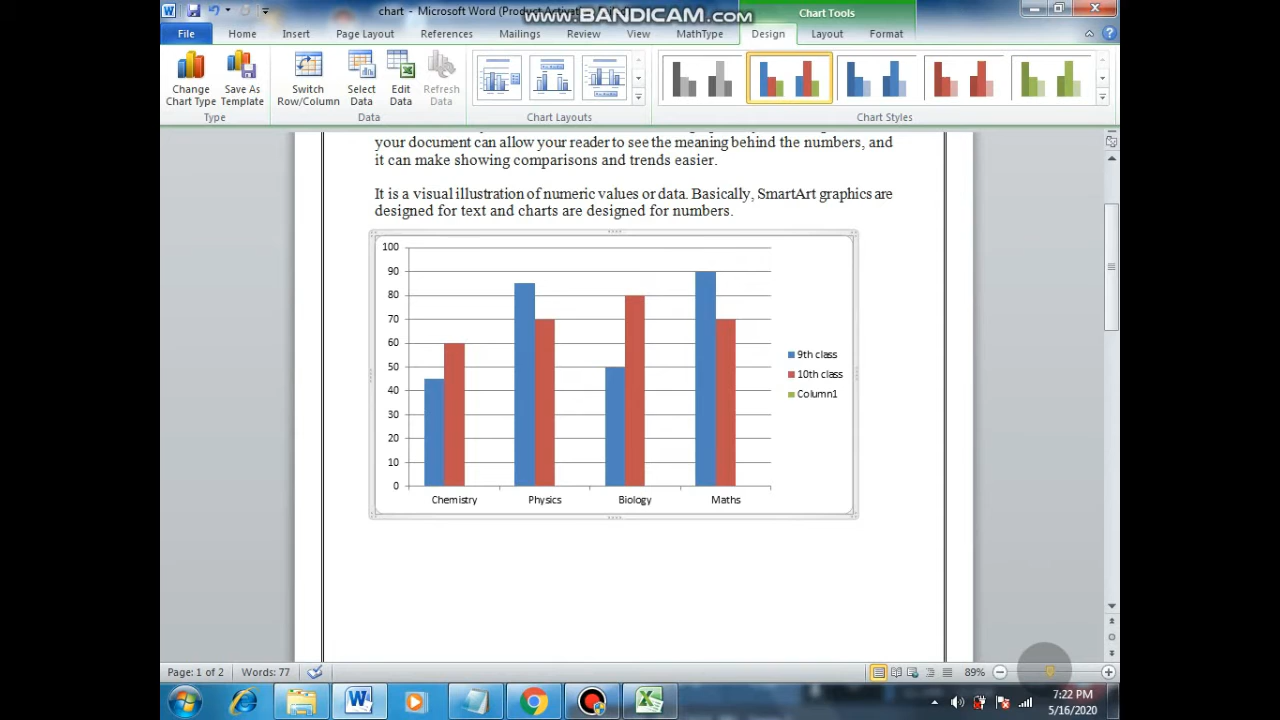 chart - Microsoft Word (Product
www.BANDICAM.com
Chart Tools
File Home Insert Page Layout References Mailings Review View MathType Design Layout Format
Change Chart Type
Save As Template
Switch Row/Column
Select Data
Edit Data
Refresh Data
Type Data Chart Layouts Chart Styles
your document can allow your reader to see the meaning behind the numbers, and
it can make showing comparisons and trends easier.
It is a visual illustration of numeric values or data. Basically, SmartArt graphics are
designed for text and charts are designed for numbers.
100
90
80
70
60
50
40
30
20
10
0
Chemistry Physics Biology Maths
9th class
10th class
Column1
Page: 1 of 2 Words: 77 89%
7:22 PM
5/16/2020